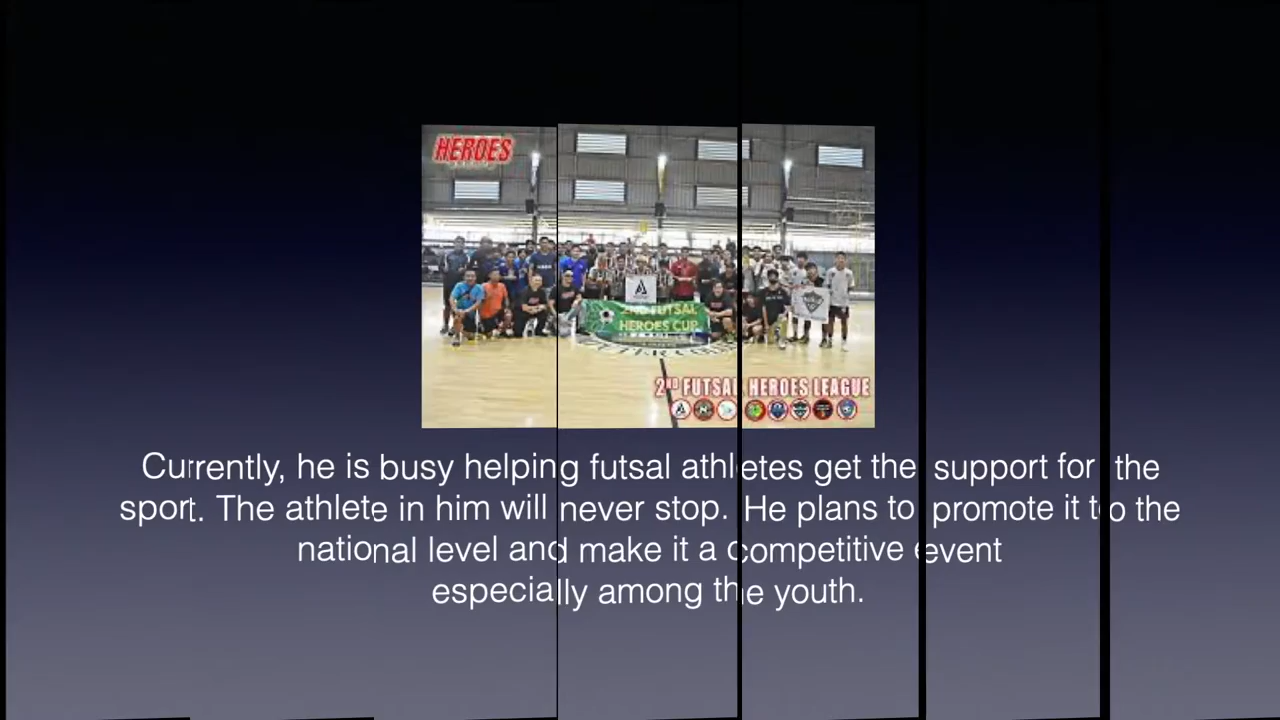 HEROES
2ND FUTSAL
HEROES CUP
2ND FUTSAL HEROES LEAGUE
Currently, he is busy helping futsal athletes get the support for the
sport. The athlete in him will never stop. He plans to promote it to the
national level and make it a competitive event
especially among the youth.